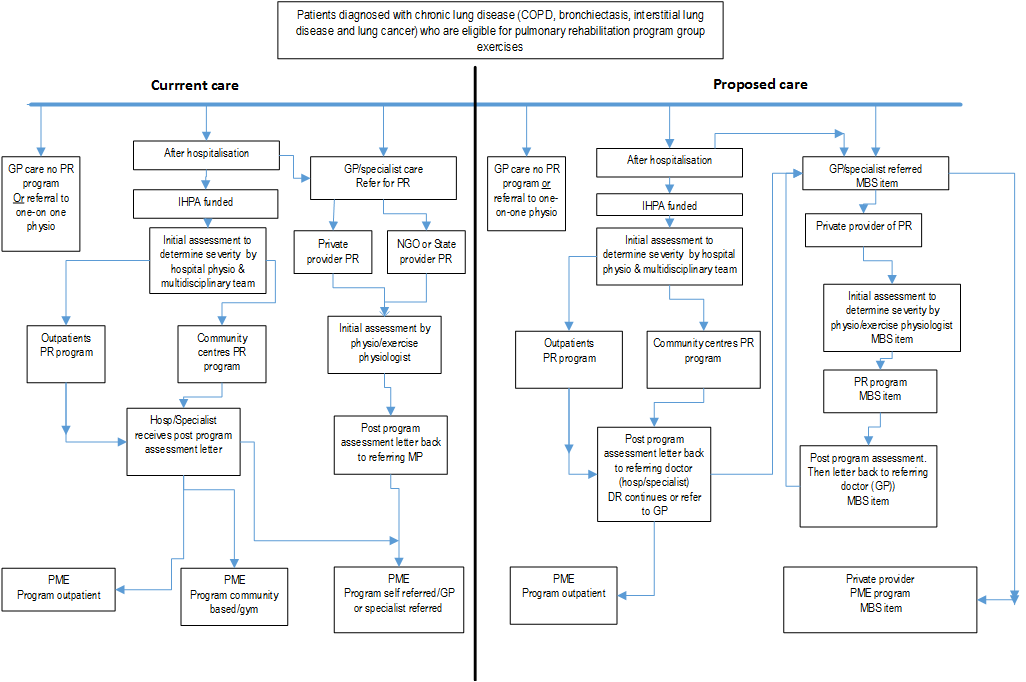 Patients diagnosed with chronic lung disease (COPD, bronchiectasis, interstitial lung
disease and lung cancer) who are eligible for pulmonary rehabilitation program group
exercises
Currrent care
GP care no PR
program
Or referral to
one-on one
physio
After hospitalisation
IHPA funded
Initial assessment to
determine severity by
hospital physio &
multidisciplinary team
GP/specialist care
Refer for PR
Private
provider PR
NGO or State
provider PR
Outpatients
PR program
Community
centres PR
program
Initial assessment by
physio/exercise
physiologist
Hosp/Specialist
receives post program
assessment letter
Post program
assessment letter back
to referring MP
PME
Program outpatient
PME
Program community
based/gym
PME
Program self referred/GP
or specialist referred
Proposed care
GP care no PR
program or
referral to one-
on-one physio
After hospitalisation
IHPA funded
Initial assessment to
determine severity by hospital
physio & multidisciplinary team
GP/specialist referred
MBS item
Private provider of PR
Initial assessment to
determine severity by
physio/exercise physiologist
MBS item
Outpatients
PR program
Community centres PR
program
PR program
MBS item
Post program
assessment letter back
to referring doctor
(hosp/specialist)
DR continues or refer
to GP
Post program assessment.
Then letter back to referring
doctor (GP))
MBS item
PME
Program outpatient
Private provider
PME program
MBS item